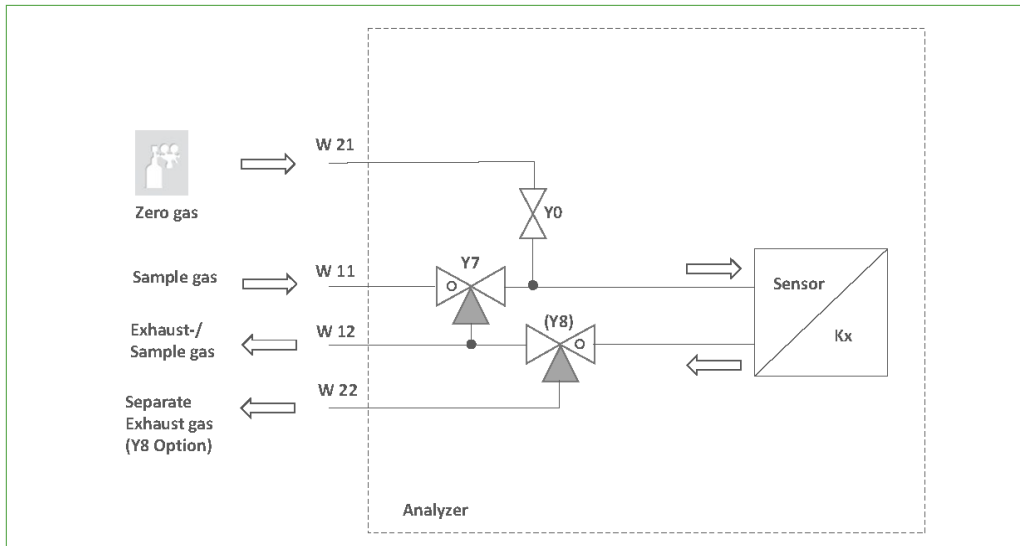 W 21
Zero gas
Y0
Sample gas
W 11
Y7
Sensor
Kx
Exhaust-/
Sample gas
W 12
(Y8)
W 22
Separate
Exhaust gas
(Y8 Option)
Analyzer